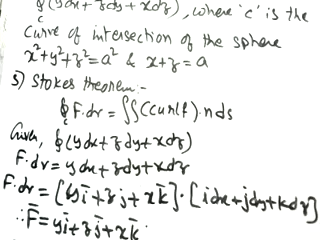 ∮(ydx+zdy+xdz), where 'c' is the
c
Curve of intersection of the sphere
x²+y²+z²=a² & x+z=a
5) Stokes theorem:-
∮F.dr = ∬(Curl F).n ds
c
Given, ∮(ydx+zdy+xdz)
F.dr = ydx+zdy+xdz
F.dr = [yi̅+zj+xk̅]·[idx+jdy+kdz]
∴F̅=yi̅+zj+xk̅.